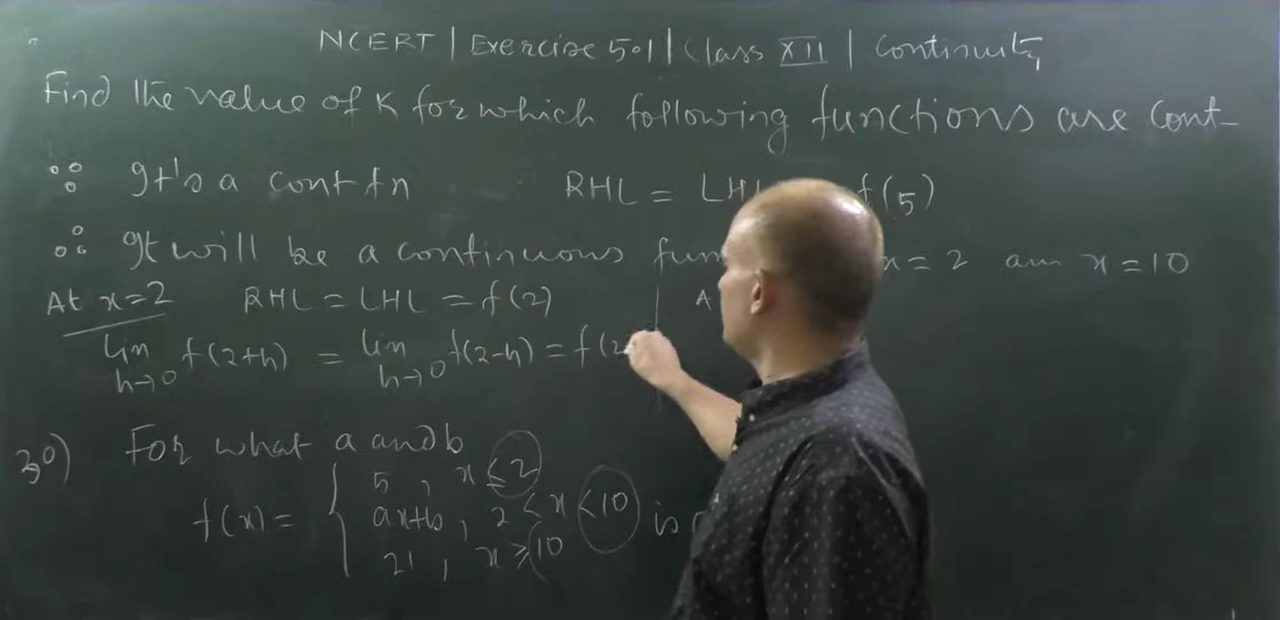 NCERT | Exercise 5.1 | Class XII | Continuity
Find the value of K for which following functions are Cont-
∵ It's a cont fn RHL = LHL f(5)
∴ It will be a continuous fun x = 2 am x = 10
At x=2 RHL = LHL = f(2) A
lim h→0 f(2+h) = lim h→0 f(2-h) = f(2
30) For what a and b
f(x) = { 5 , x ≤ 2
ax+b , 2 < x < 10 is
21 , x ≥ 10